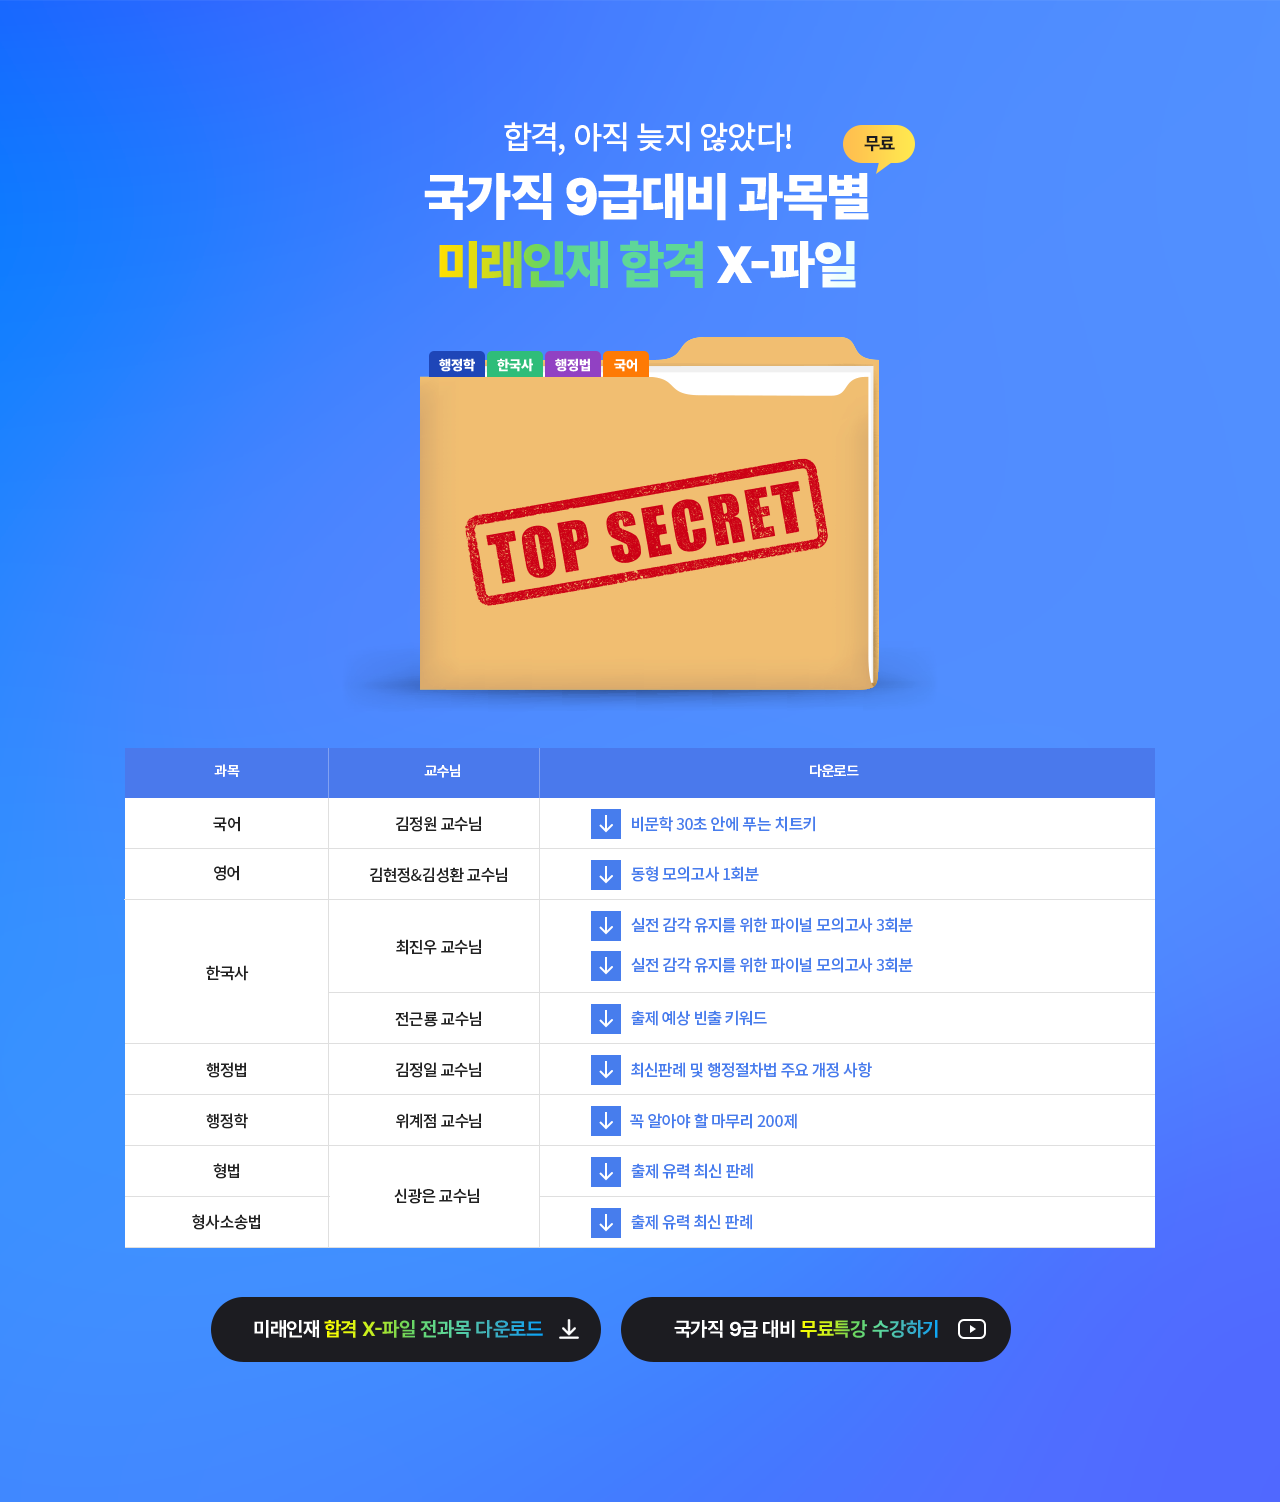 합격, 아직 늦지 않았다!
무료
국가직 9급대비 과목별
미래인재 합격 X-파일
행정학 한국사 행정법 국어
TOP SECRET
과목 교수님 다운로드
국어 김정원 교수님 비문학 30초 안에 푸는 치트키
영어 김현정&김성환 교수님 동형 모의고사 1회분
한국사 최진우 교수님 실전 감각 유지를 위한 파이널 모의고사 3회분
실전 감각 유지를 위한 파이널 모의고사 3회분
전근룡 교수님 출제 예상 빈출 키워드
행정법 김정일 교수님 최신판례 및 행정절차법 주요 개정 사항
행정학 위계점 교수님 꼭 알아야 할 마무리 200제
형법 신광은 교수님 출제 유력 최신 판례
형사소송법 출제 유력 최신 판례
미래인재 합격 X-파일 전과목 다운로드
국가직 9급 대비 무료특강 수강하기